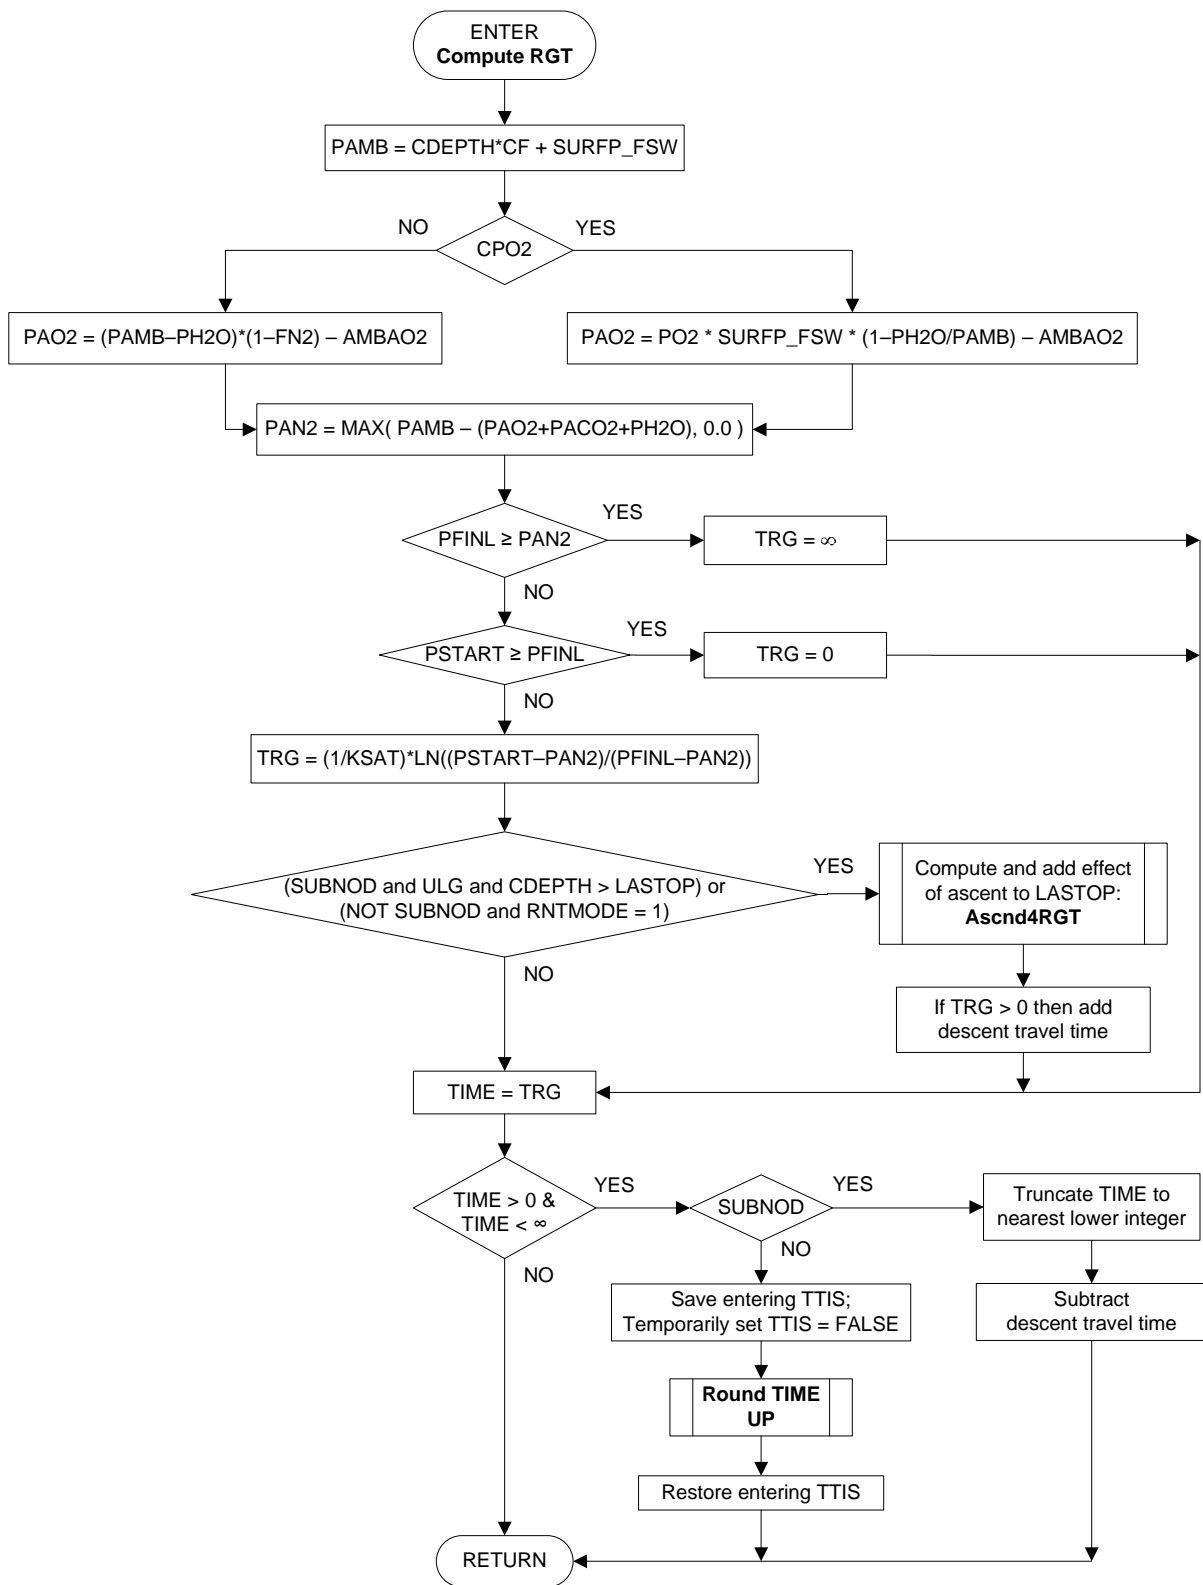 ENTER
Compute RGT
PAMB = CDEPTH*CF + SURFP_FSW
NO
YES
CPO2
PAO2 = (PAMB–PH2O)*(1–FN2) – AMBAO2
PAO2 = PO2 * SURFP_FSW * (1–PH2O/PAMB) – AMBAO2
PAN2 = MAX( PAMB – (PAO2+PACO2+PH2O), 0.0 )
PFINL ≥ PAN2
YES
TRG = ∞
NO
PSTART ≥ PFINL
YES
TRG = 0
NO
TRG = (1/KSAT)*LN((PSTART–PAN2)/(PFINL–PAN2))
(SUBNOD and ULG and CDEPTH > LASTOP) or
(NOT SUBNOD and RNTMODE = 1)
YES
Compute and add effect
of ascent to LASTOP:
Ascnd4RGT
NO
If TRG > 0 then add
descent travel time
TIME = TRG
TIME > 0 &
TIME < ∞
YES
SUBNOD
YES
Truncate TIME to
nearest lower integer
NO
NO
Save entering TTIS;
Temporarily set TTIS = FALSE
Subtract
descent travel time
Round TIME
UP
Restore entering TTIS
RETURN